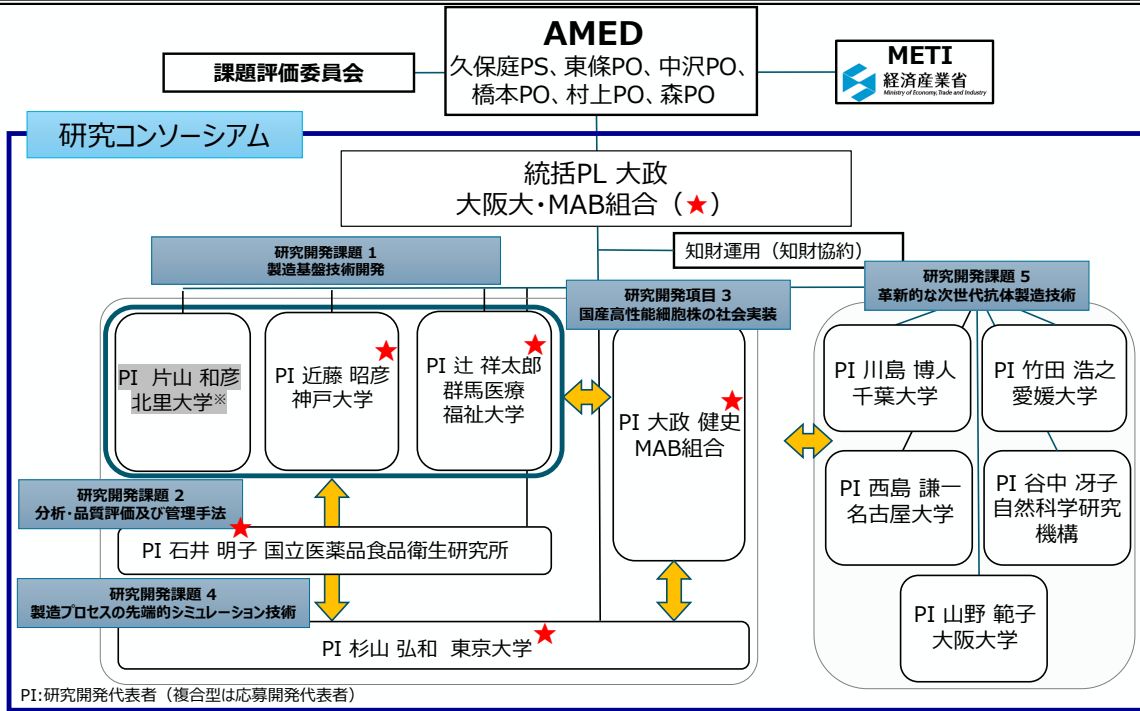 AMED
久保庭PS、東條PO、中沢PO、
橋本PO、村上PO、森PO
課題評価委員会
METI
経済産業省
Ministry of Economy, Trade and Industry
研究コンソーシアム
統括PL 大政
大阪大・MAB組合（★）
知財運用（知財協約）
研究開発課題 1
製造基盤技術開発
研究開発項目 3
国産高性能細胞株の社会実装
研究開発課題 5
革新的な次世代抗体製造技術
PI 片山 和彦
北里大学※
PI 近藤 昭彦
神戸大学
PI 辻 祥太郎
群馬医療
福祉大学
PI 大政 健史
MAB組合
PI 川島 博人
千葉大学
PI 竹田 浩之
愛媛大学
PI 西島 謙一
名古屋大学
PI 谷中 冴子
自然科学研究
機構
PI 山野 範子
大阪大学
研究開発課題 2
分析・品質評価及び管理手法
PI 石井 明子 国立医薬品食品衛生研究所
研究開発課題 4
製造プロセスの先端的シミュレーション技術
PI 杉山 弘和 東京大学
PI:研究開発代表者（複合型は応募開発代表者）